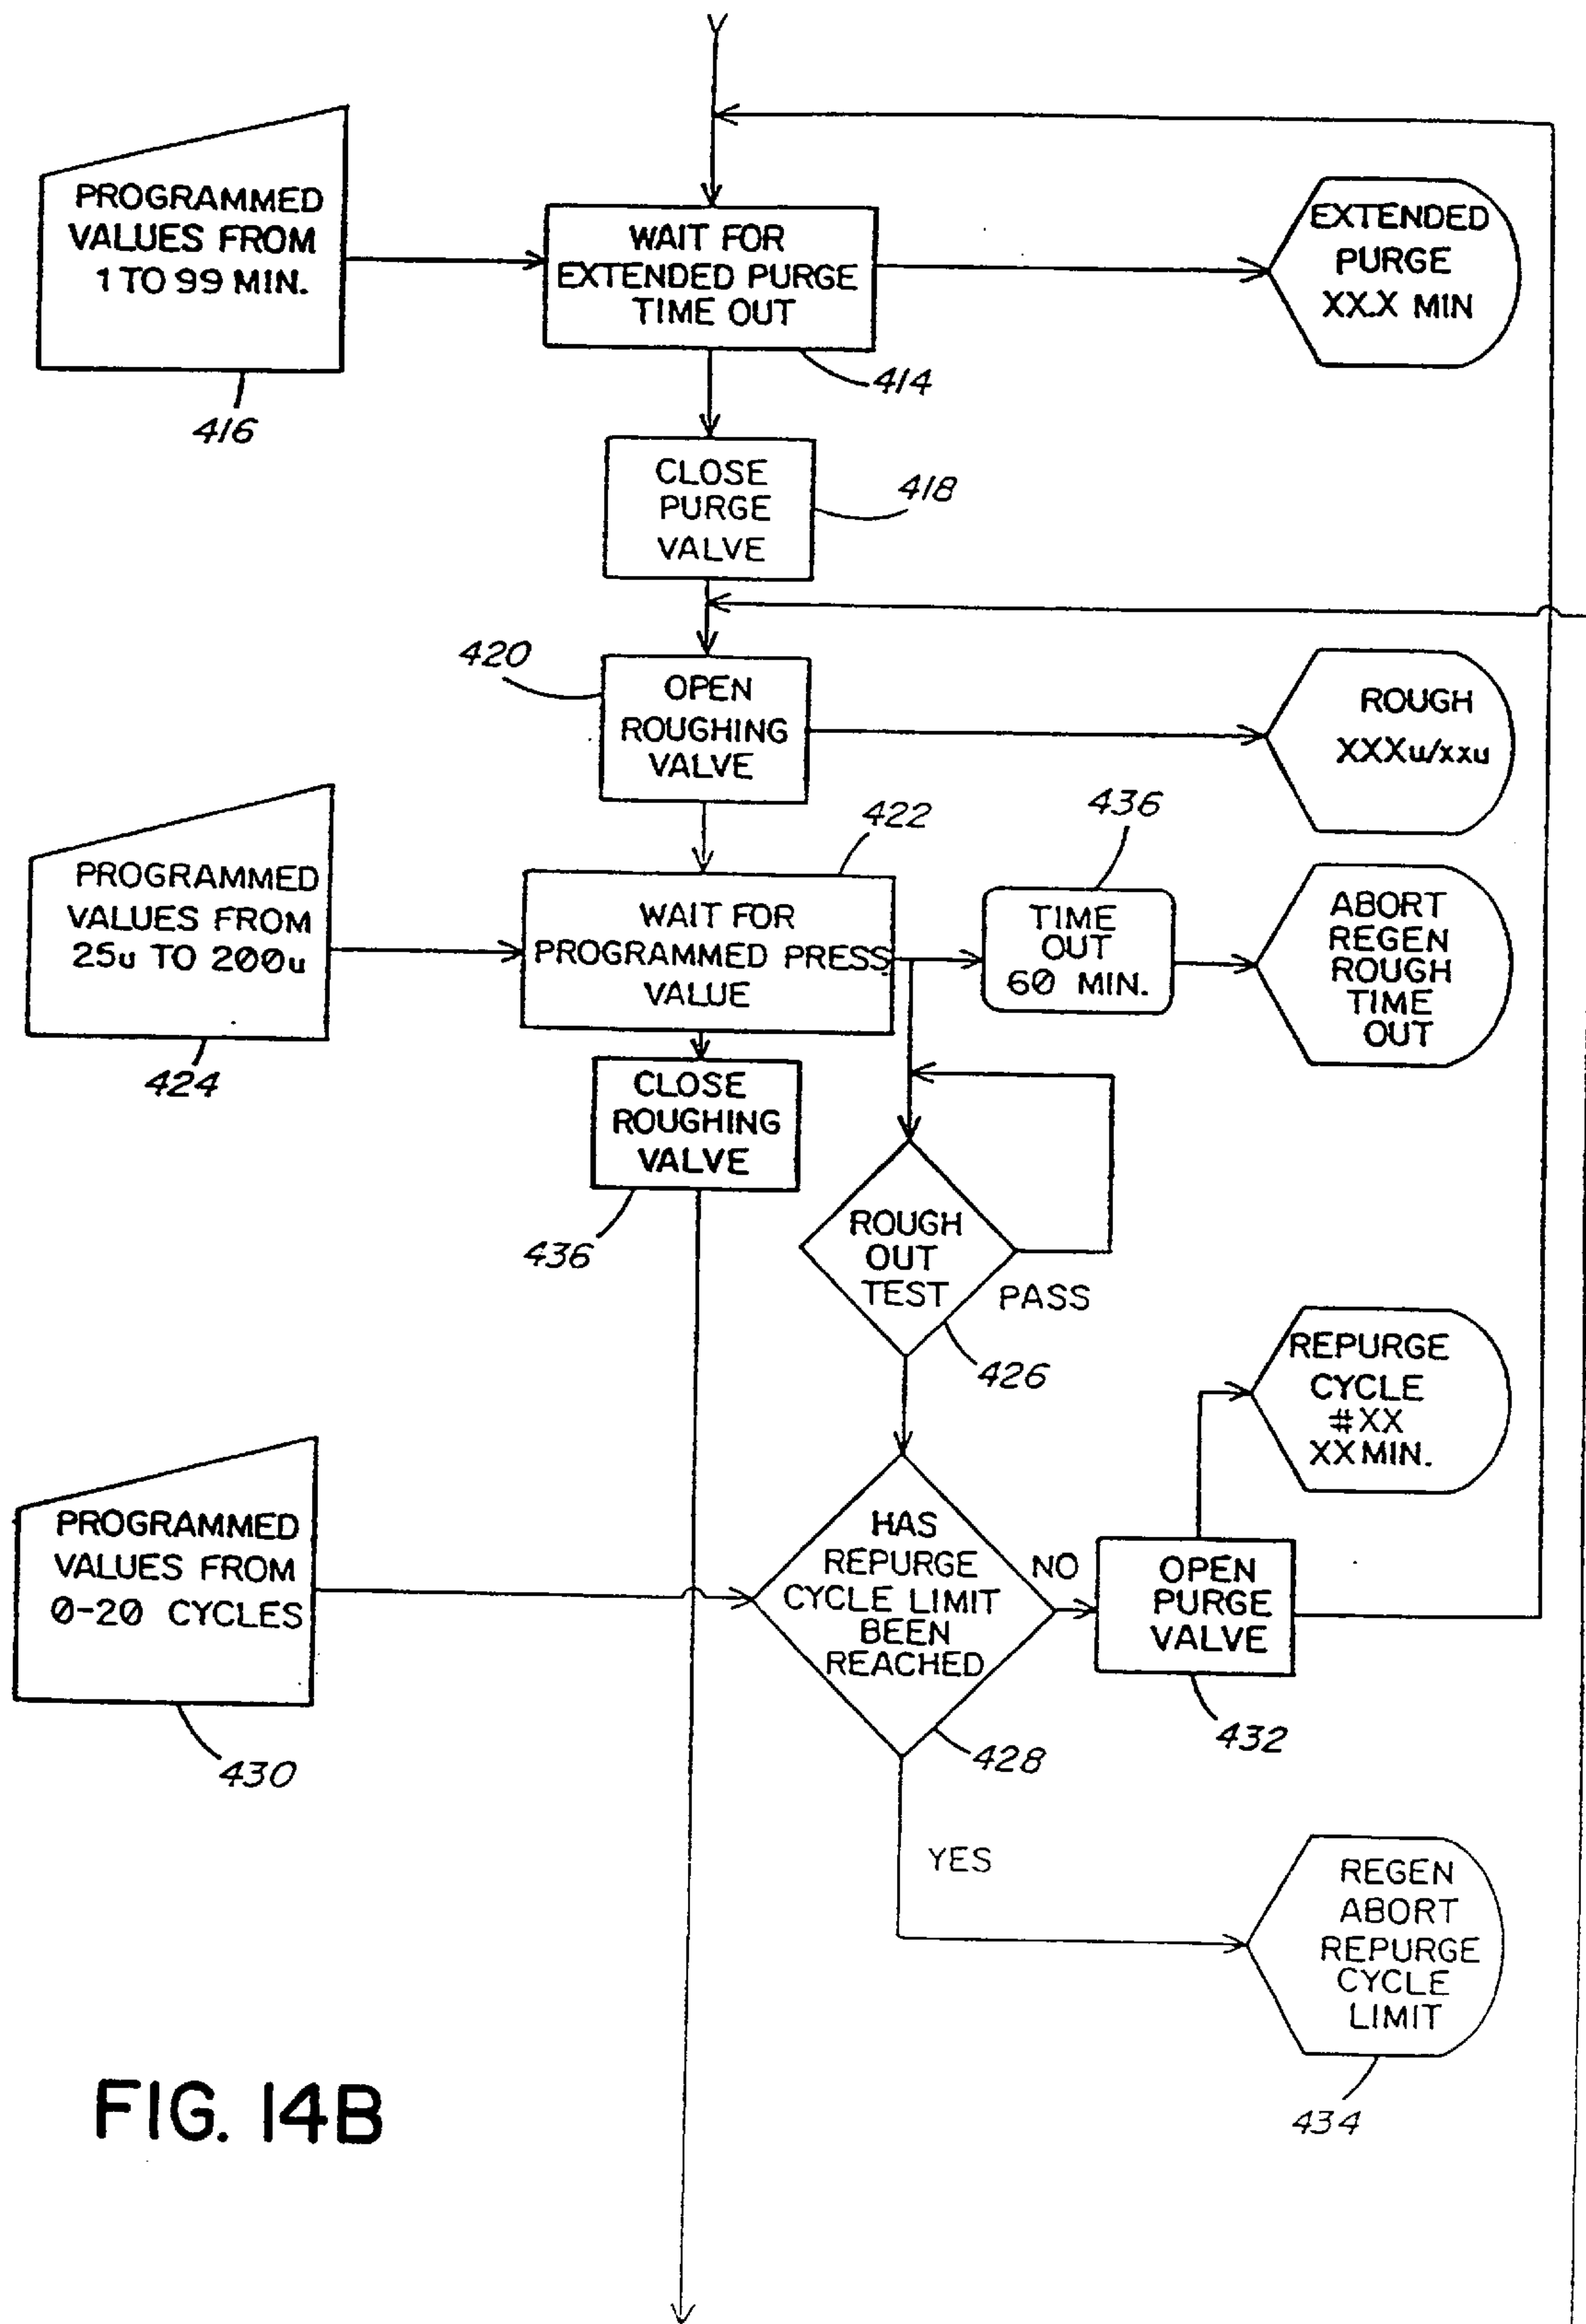 PROGRAMMED
VALUES FROM
1 TO 99 MIN.
416
WAIT FOR
EXTENDED PURGE
TIME OUT
414
EXTENDED
PURGE
XX.X MIN
CLOSE
PURGE
VALVE
418
420
OPEN
ROUGHING
VALVE
ROUGH
XXXu/xxu
PROGRAMMED
VALUES FROM
25u TO 200u
424
422
WAIT FOR
PROGRAMMED PRESS
VALUE
436
TIME
OUT
60 MIN.
ABORT
REGEN
ROUGH
TIME
OUT
CLOSE
ROUGHING
VALVE
436
ROUGH
OUT
TEST
PASS
426
REPURGE
CYCLE
#XX
XX MIN.
PROGRAMMED
VALUES FROM
0-20 CYCLES
430
HAS
REPURGE
CYCLE LIMIT
BEEN
REACHED
428
NO
OPEN
PURGE
VALVE
432
YES
REGEN
ABORT
REPURGE
CYCLE
LIMIT
434
FIG. 14B